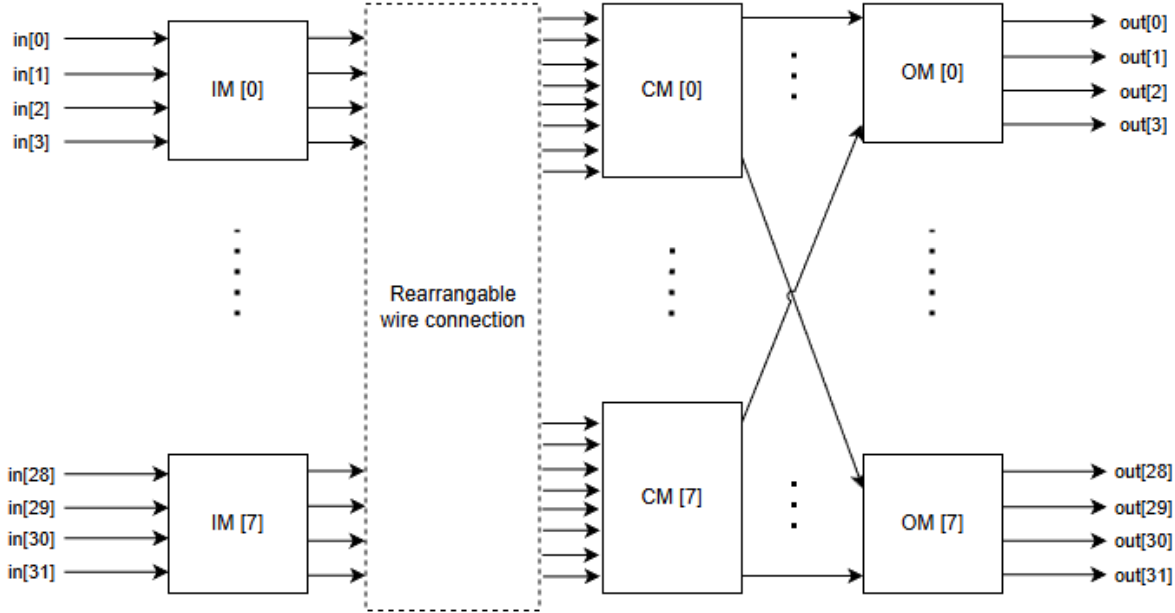 in[0]
in[1]
in[2]
in[3]
IM [0]
CM [0]
OM [0]
out[0]
out[1]
out[2]
out[3]
Rearrangable
wire connection
in[28]
in[29]
in[30]
in[31]
IM [7]
CM [7]
OM [7]
out[28]
out[29]
out[30]
out[31]